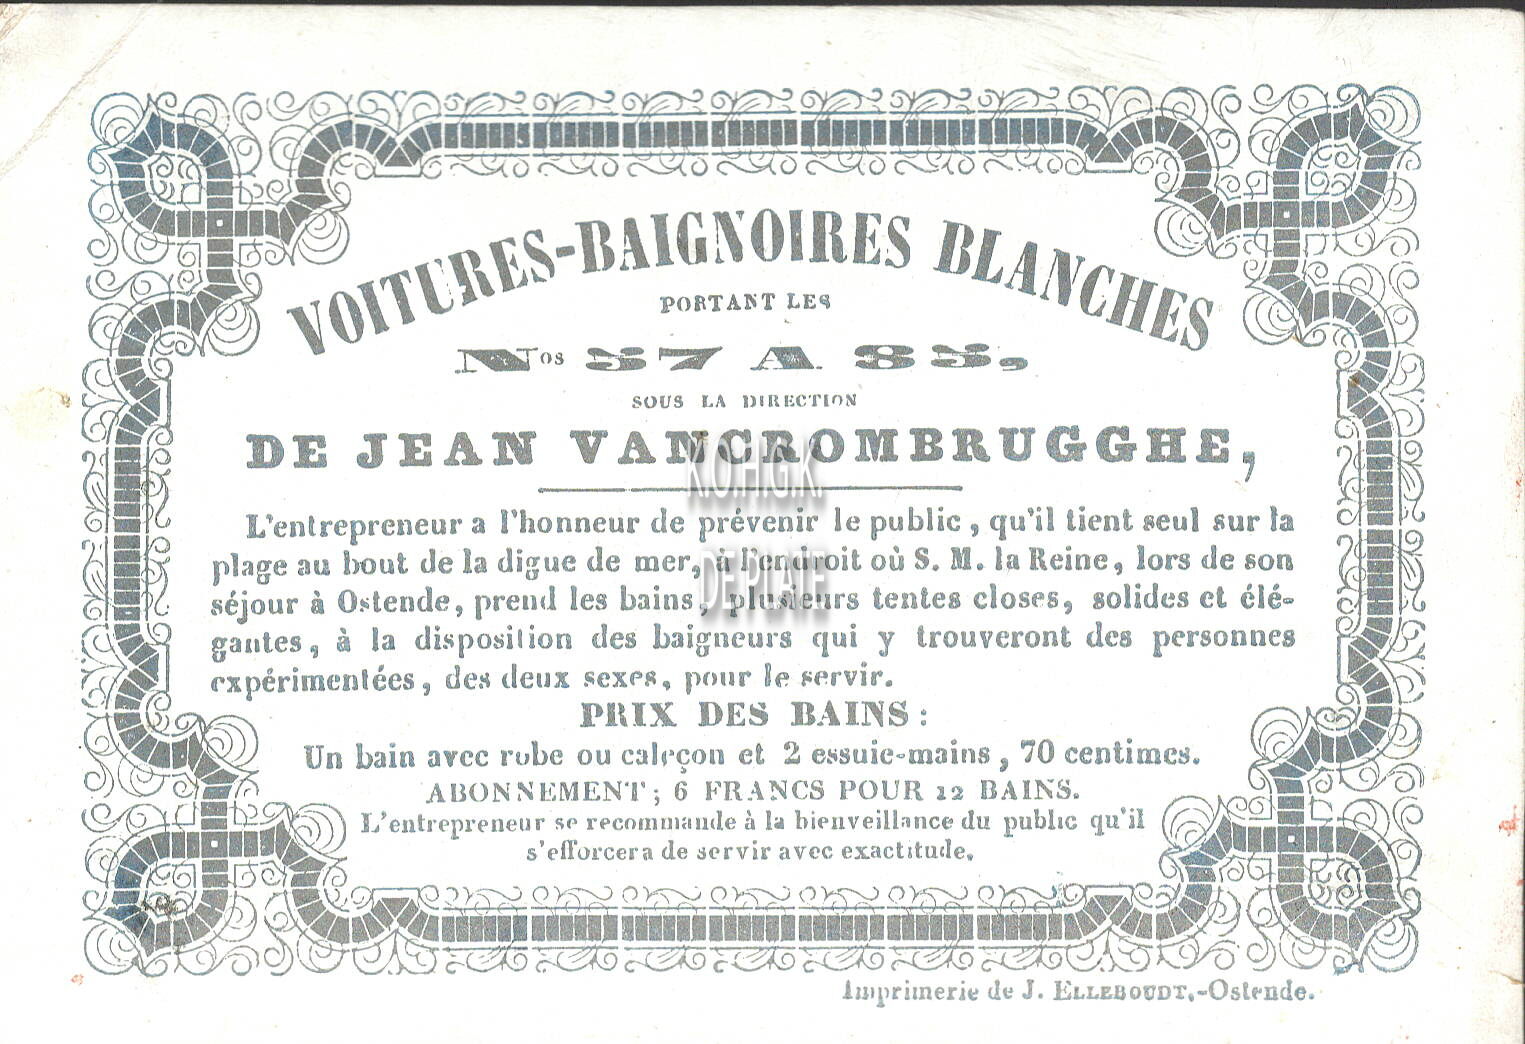 VOITURES-BAIGNOIRES BLANCHES
PORTANT LES
Nos 57 A 85,
SOUS LA DIRECTION
DE JEAN VANCROMBRUGGHE,
L'entrepreneur a l'honneur de prévenir le public, qu'il tient seul sur la
plage au bout de la digue de mer, à l'endroit où S. M. la Reine, lors de son
séjour à Ostende, prend les bains, plusieurs tentes closes, solides et élé-
gantes, à la disposition des baigneurs qui y trouveront des personnes
expérimentées, des deux sexes, pour le servir.
PRIX DES BAINS :
Un bain avec robe ou caleçon et 2 essuie-mains, 70 centimes.
ABONNEMENT; 6 FRANCS POUR 12 BAINS.
L'entrepreneur se recommande à la bienveillance du public qu'il
s'efforcera de servir avec exactitude.
Imprimerie de J. ELLEBOUDT,-Ostende.
K.O.H.G.K.
DE PLATE